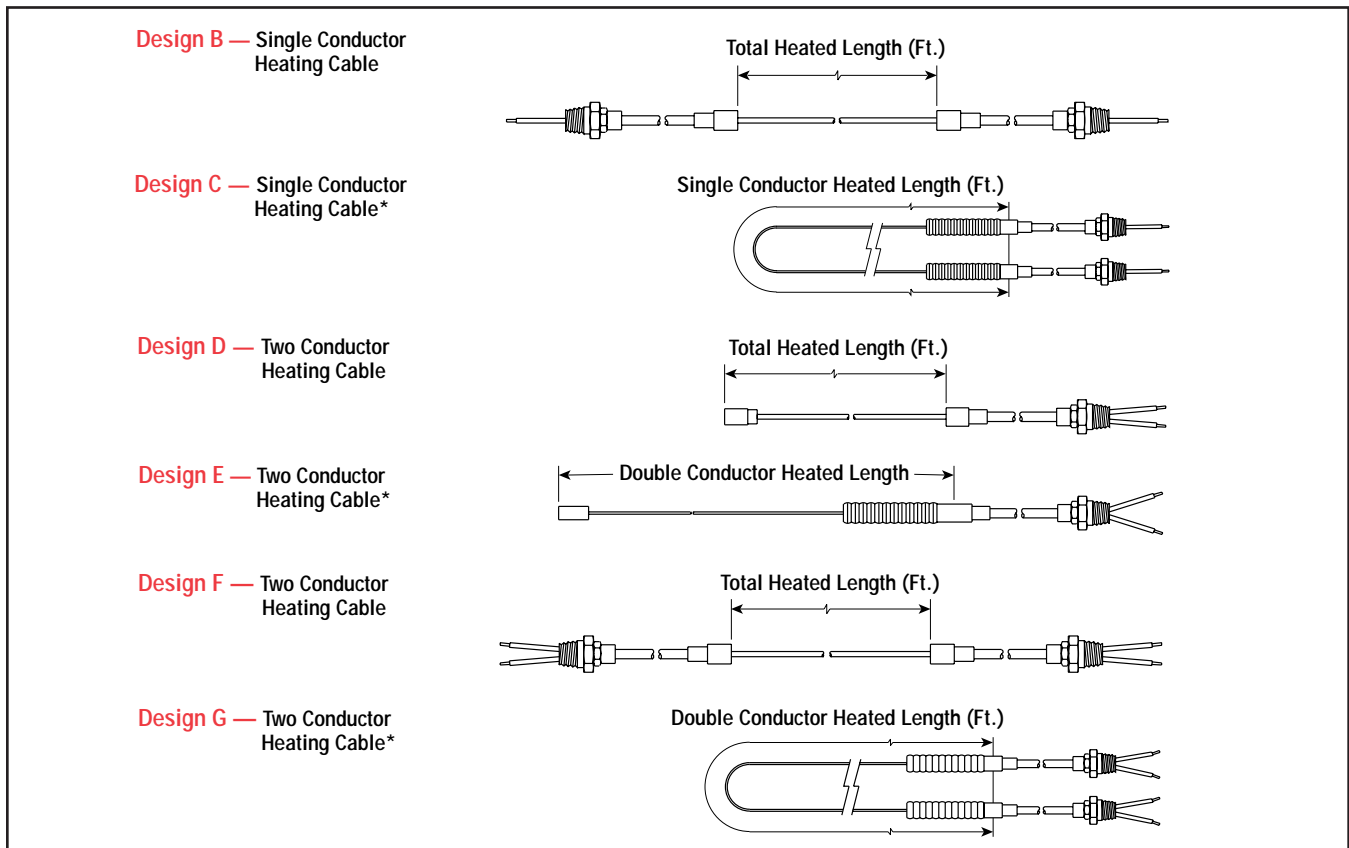 Design B — Single Conductor
Heating Cable
Total Heated Length (Ft.)
Design C — Single Conductor
Heating Cable*
Single Conductor Heated Length (Ft.)
Design D — Two Conductor
Heating Cable
Total Heated Length (Ft.)
Design E — Two Conductor
Heating Cable*
Double Conductor Heated Length
Design F — Two Conductor
Heating Cable
Total Heated Length (Ft.)
Design G — Two Conductor
Heating Cable*
Double Conductor Heated Length (Ft.)